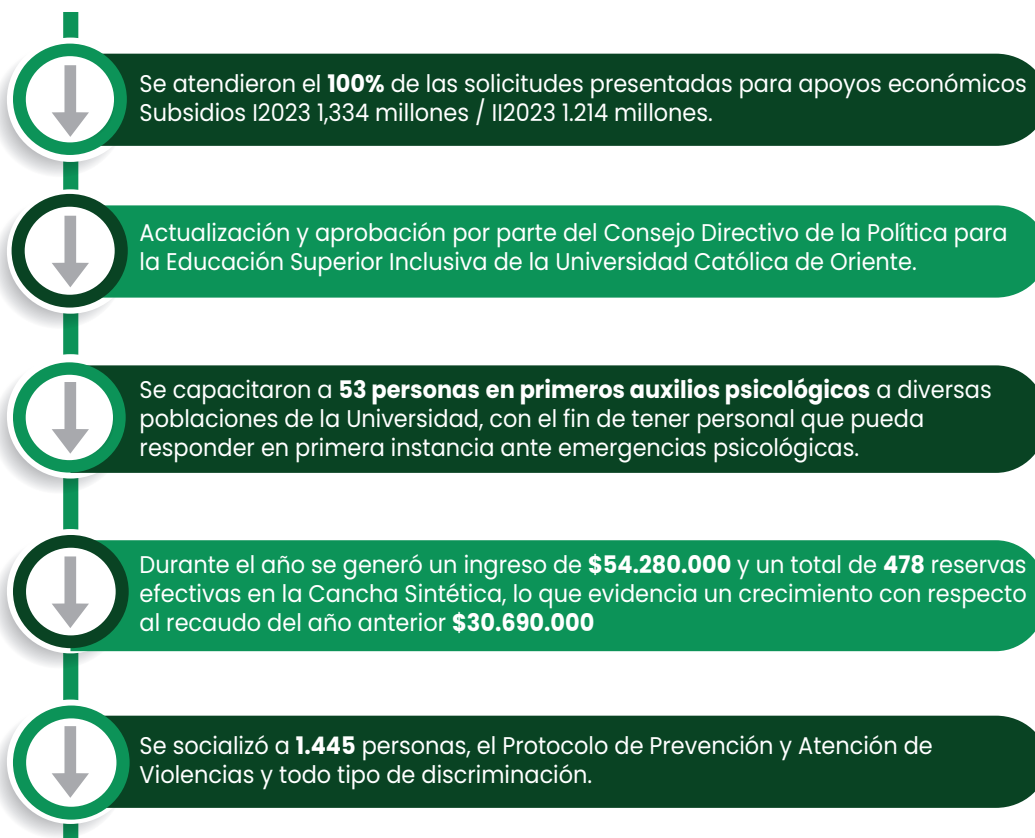 Se atendieron el 100% de las solicitudes presentadas para apoyos económicos
Subsidios I2023 1,334 millones / II2023 1.214 millones.
Actualización y aprobación por parte del Consejo Directivo de la Política para
la Educación Superior Inclusiva de la Universidad Católica de Oriente.
Se capacitaron a 53 personas en primeros auxilios psicológicos a diversas
poblaciones de la Universidad, con el fin de tener personal que pueda
responder en primera instancia ante emergencias psicológicas.
Durante el año se generó un ingreso de $54.280.000 y un total de 478 reservas
efectivas en la Cancha Sintética, lo que evidencia un crecimiento con respecto
al recaudo del año anterior $30.690.000
Se socializó a 1.445 personas, el Protocolo de Prevención y Atención de
Violencias y todo tipo de discriminación.